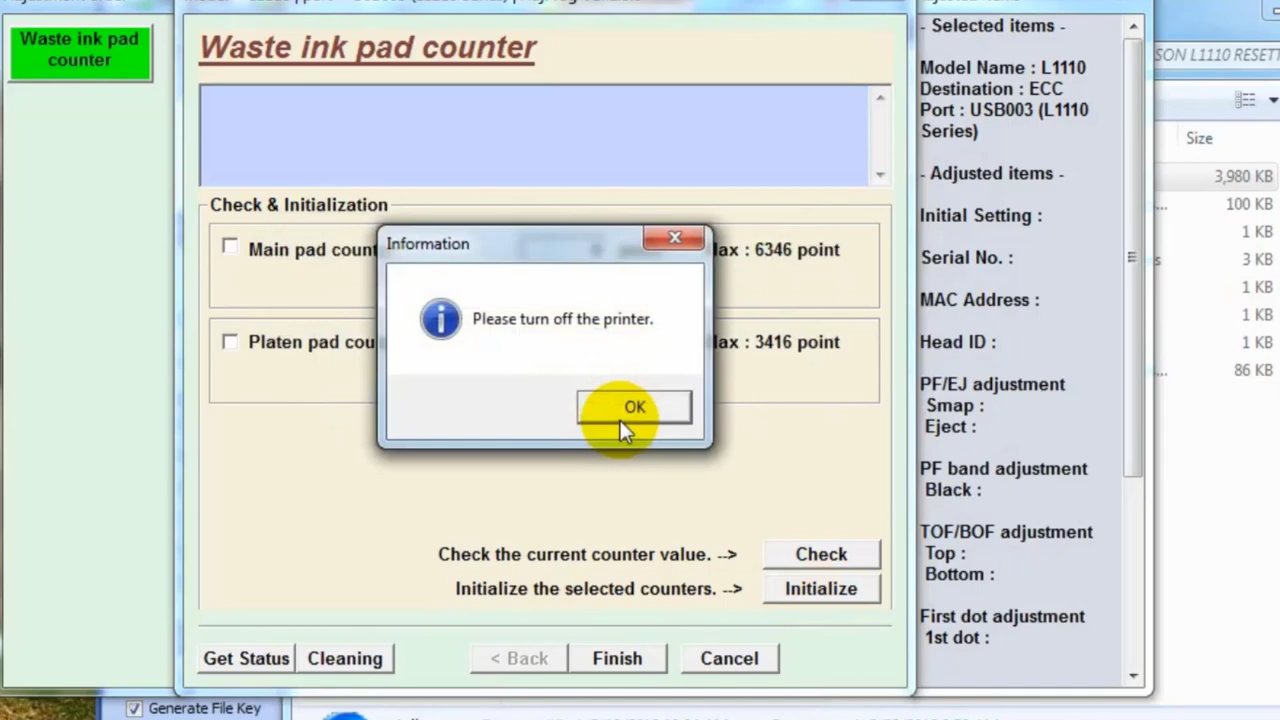 Waste ink pad
counter
Waste ink pad counter
Check & Initialization
Main pad count
Max : 6346 point
Platen pad cou
Max : 3416 point
Information
Please turn off the printer.
OK
Check the current counter value. -->
Check
Initialize the selected counters. -->
Initialize
Get Status
Cleaning
< Back
Finish
Cancel
- Selected items -
Model Name : L1110
Destination : ECC
Port : USB003 (L1110
Series)
- Adjusted items -
Initial Setting :
Serial No. :
MAC Address :
Head ID :
PF/EJ adjustment
Smap :
Eject :
PF band adjustment
Black :
TOF/BOF adjustment
Top :
Bottom :
First dot adjustment
1st dot :
SON L1110 RESETT
Size
3,980 KB
... 100 KB
1 KB
s 3 KB
1 KB
1 KB
1 KB
... 86 KB
Generate File Key